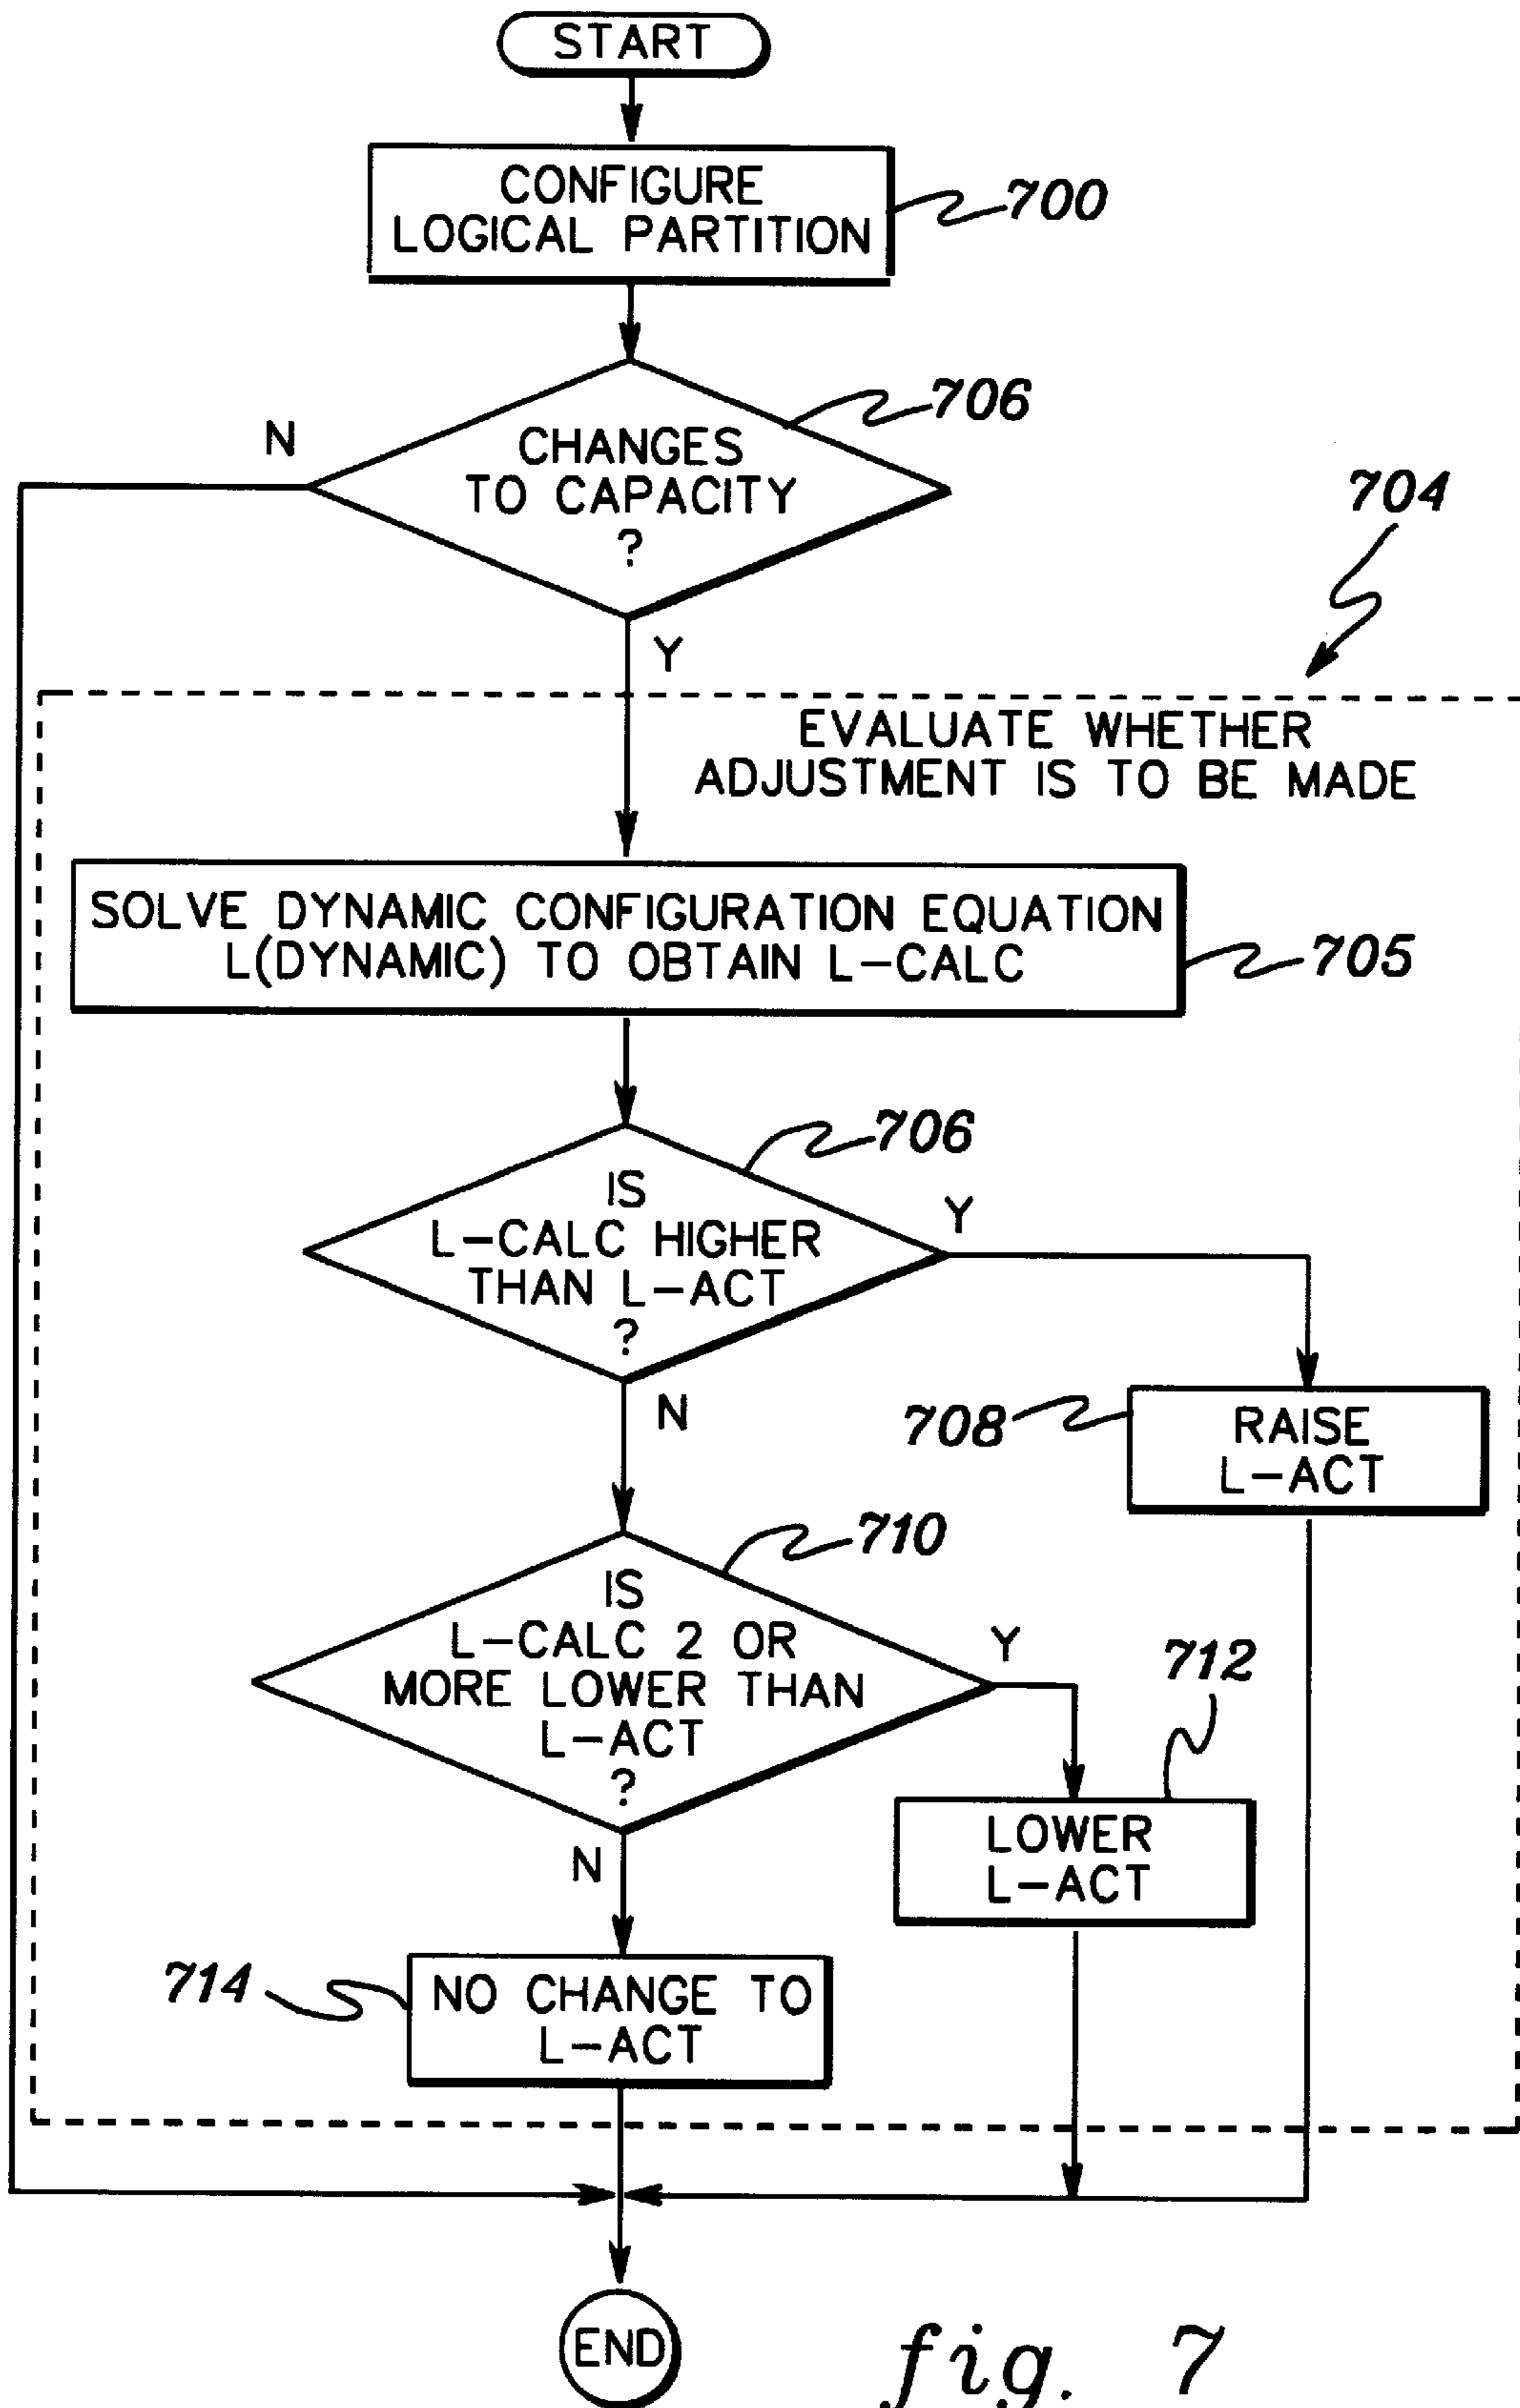 START
CONFIGURE
LOGICAL PARTITION
700
706
N
CHANGES
TO CAPACITY
?
704
Y
EVALUATE WHETHER
ADJUSTMENT IS TO BE MADE
SOLVE DYNAMIC CONFIGURATION EQUATION
L(DYNAMIC) TO OBTAIN L-CALC
705
706
IS
L-CALC HIGHER
THAN L-ACT
?
Y
N
708
RAISE
L-ACT
710
IS
L-CALC 2 OR
MORE LOWER THAN
L-ACT
?
Y
712
N
LOWER
L-ACT
714
NO CHANGE TO
L-ACT
END
fig. 7